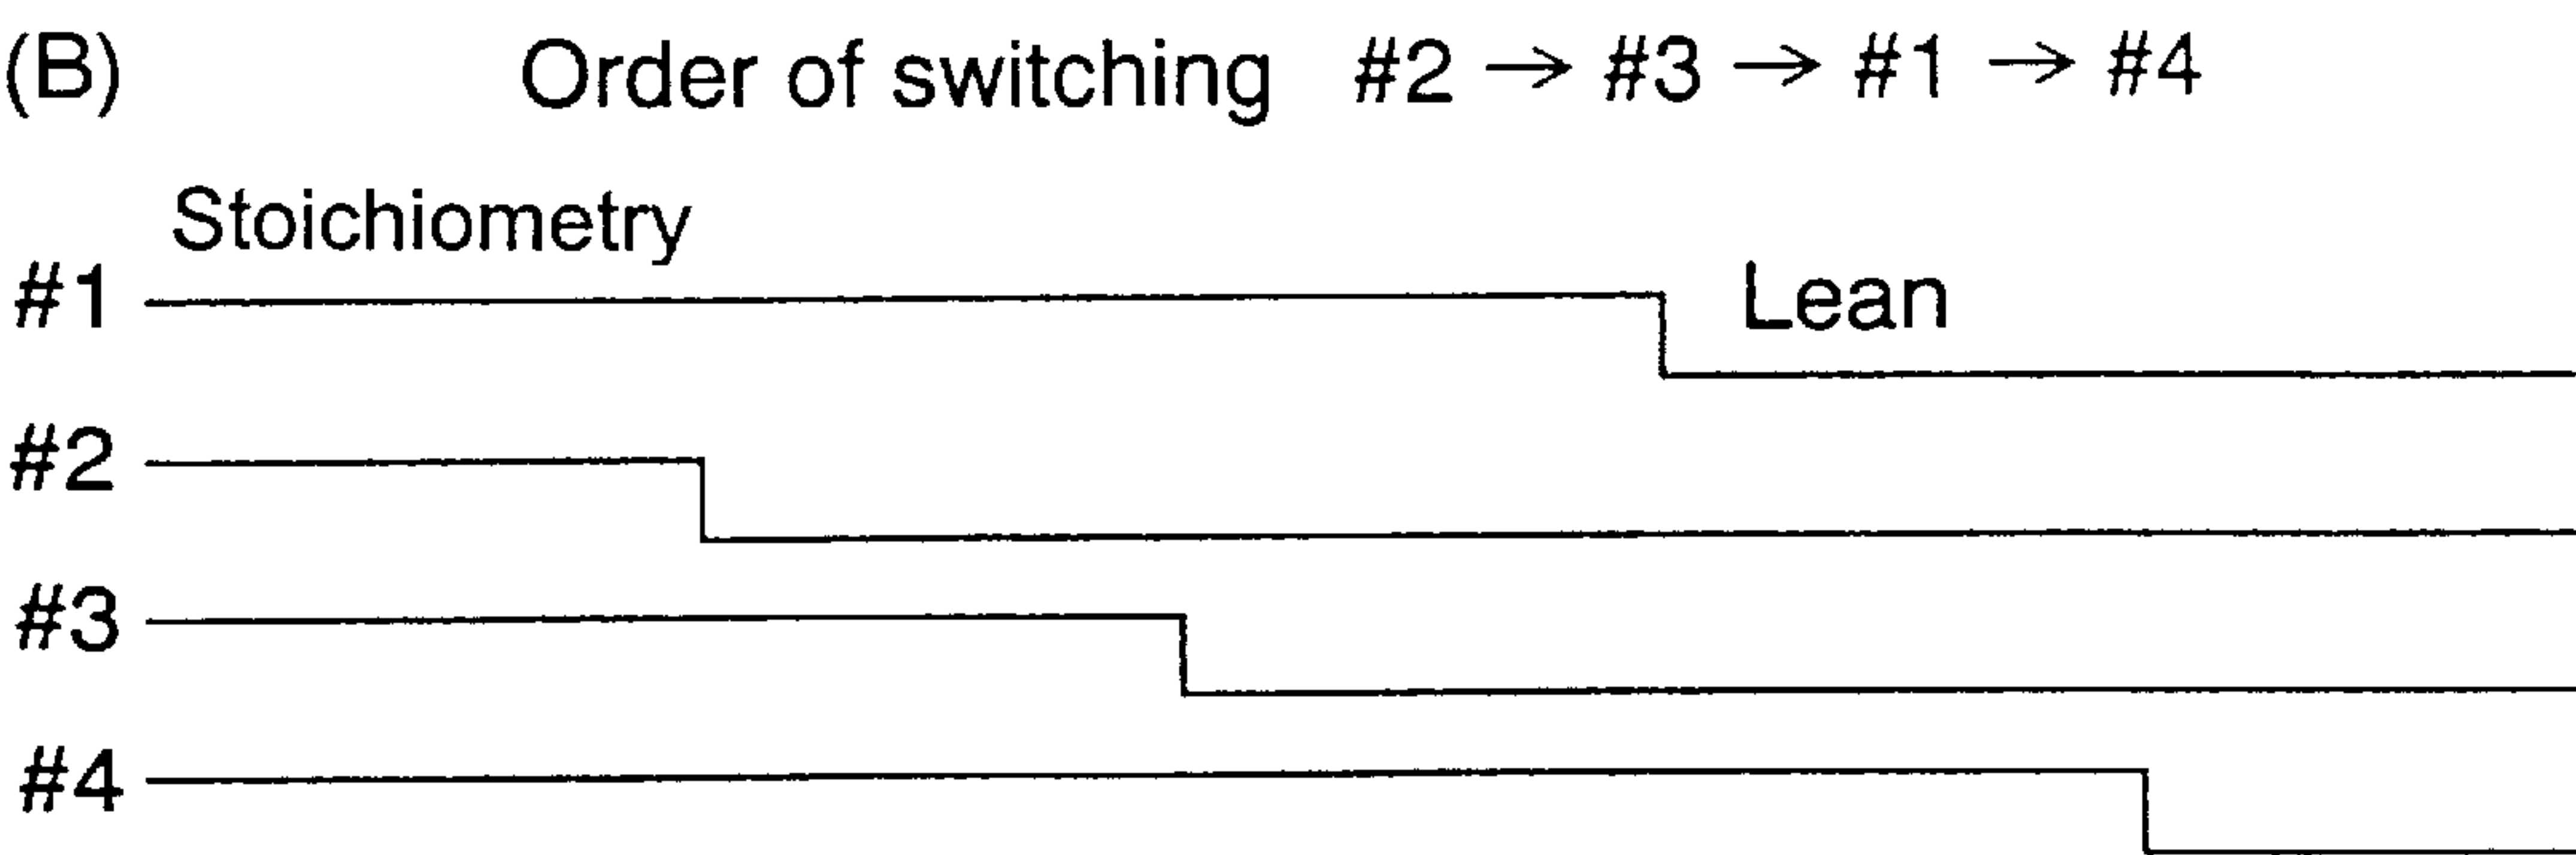 (B) Order of switching #2 → #3 → #1 → #4
Stoichiometry
#1 Lean
#2
#3
#4